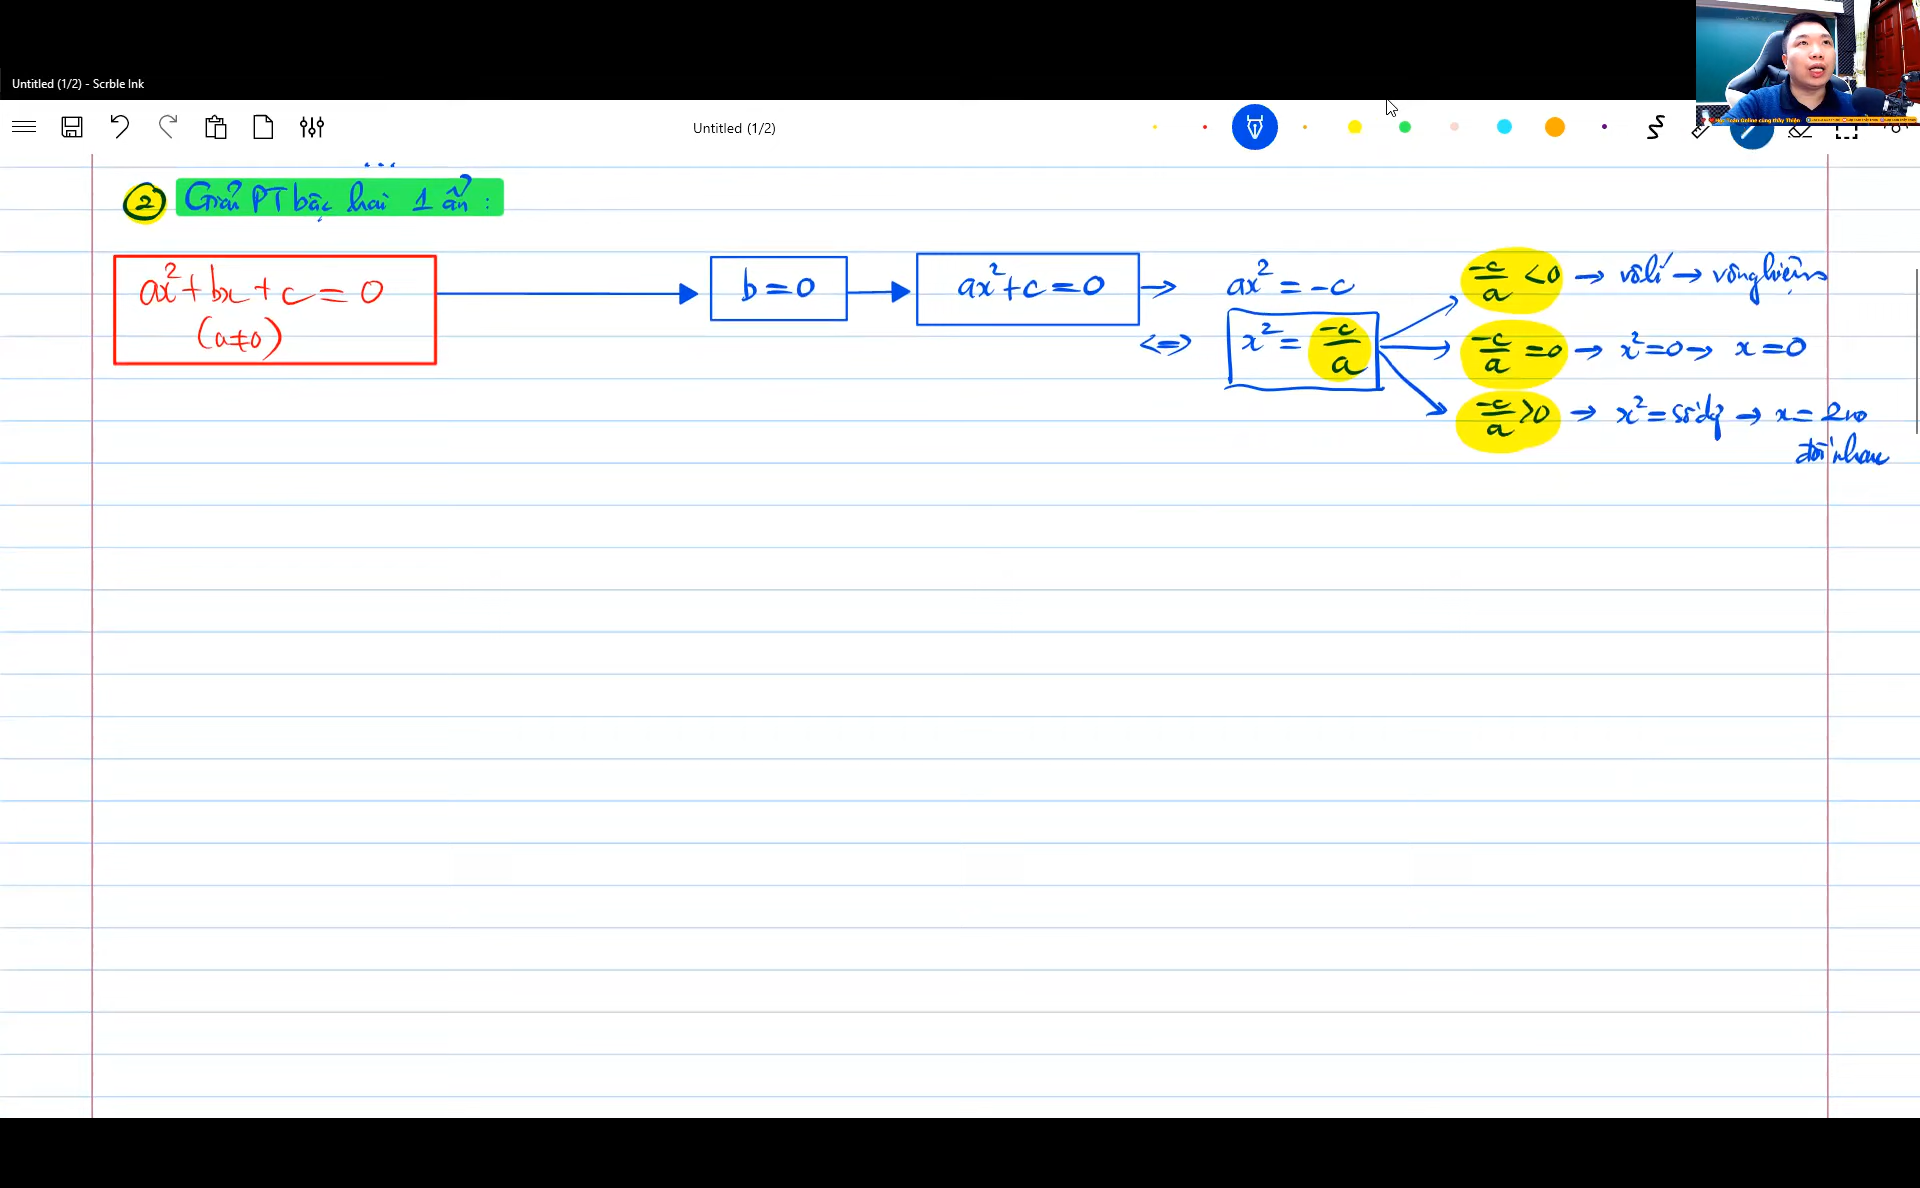 Untitled (1/2) - Scrble Ink
Untitled (1/2)
2 Giải PT bậc hai 1 ẩn :
ax² + bx + c = 0
(a ≠ 0)
b = 0
ax² + c = 0
ax² = -c
<=> x² = -c/a
-c/a < 0 → vô lí → vô nghiệm
-c/a = 0 → x² = 0 → x = 0
-c/a > 0 → x² = số dg → x = 2 no
đối nhau